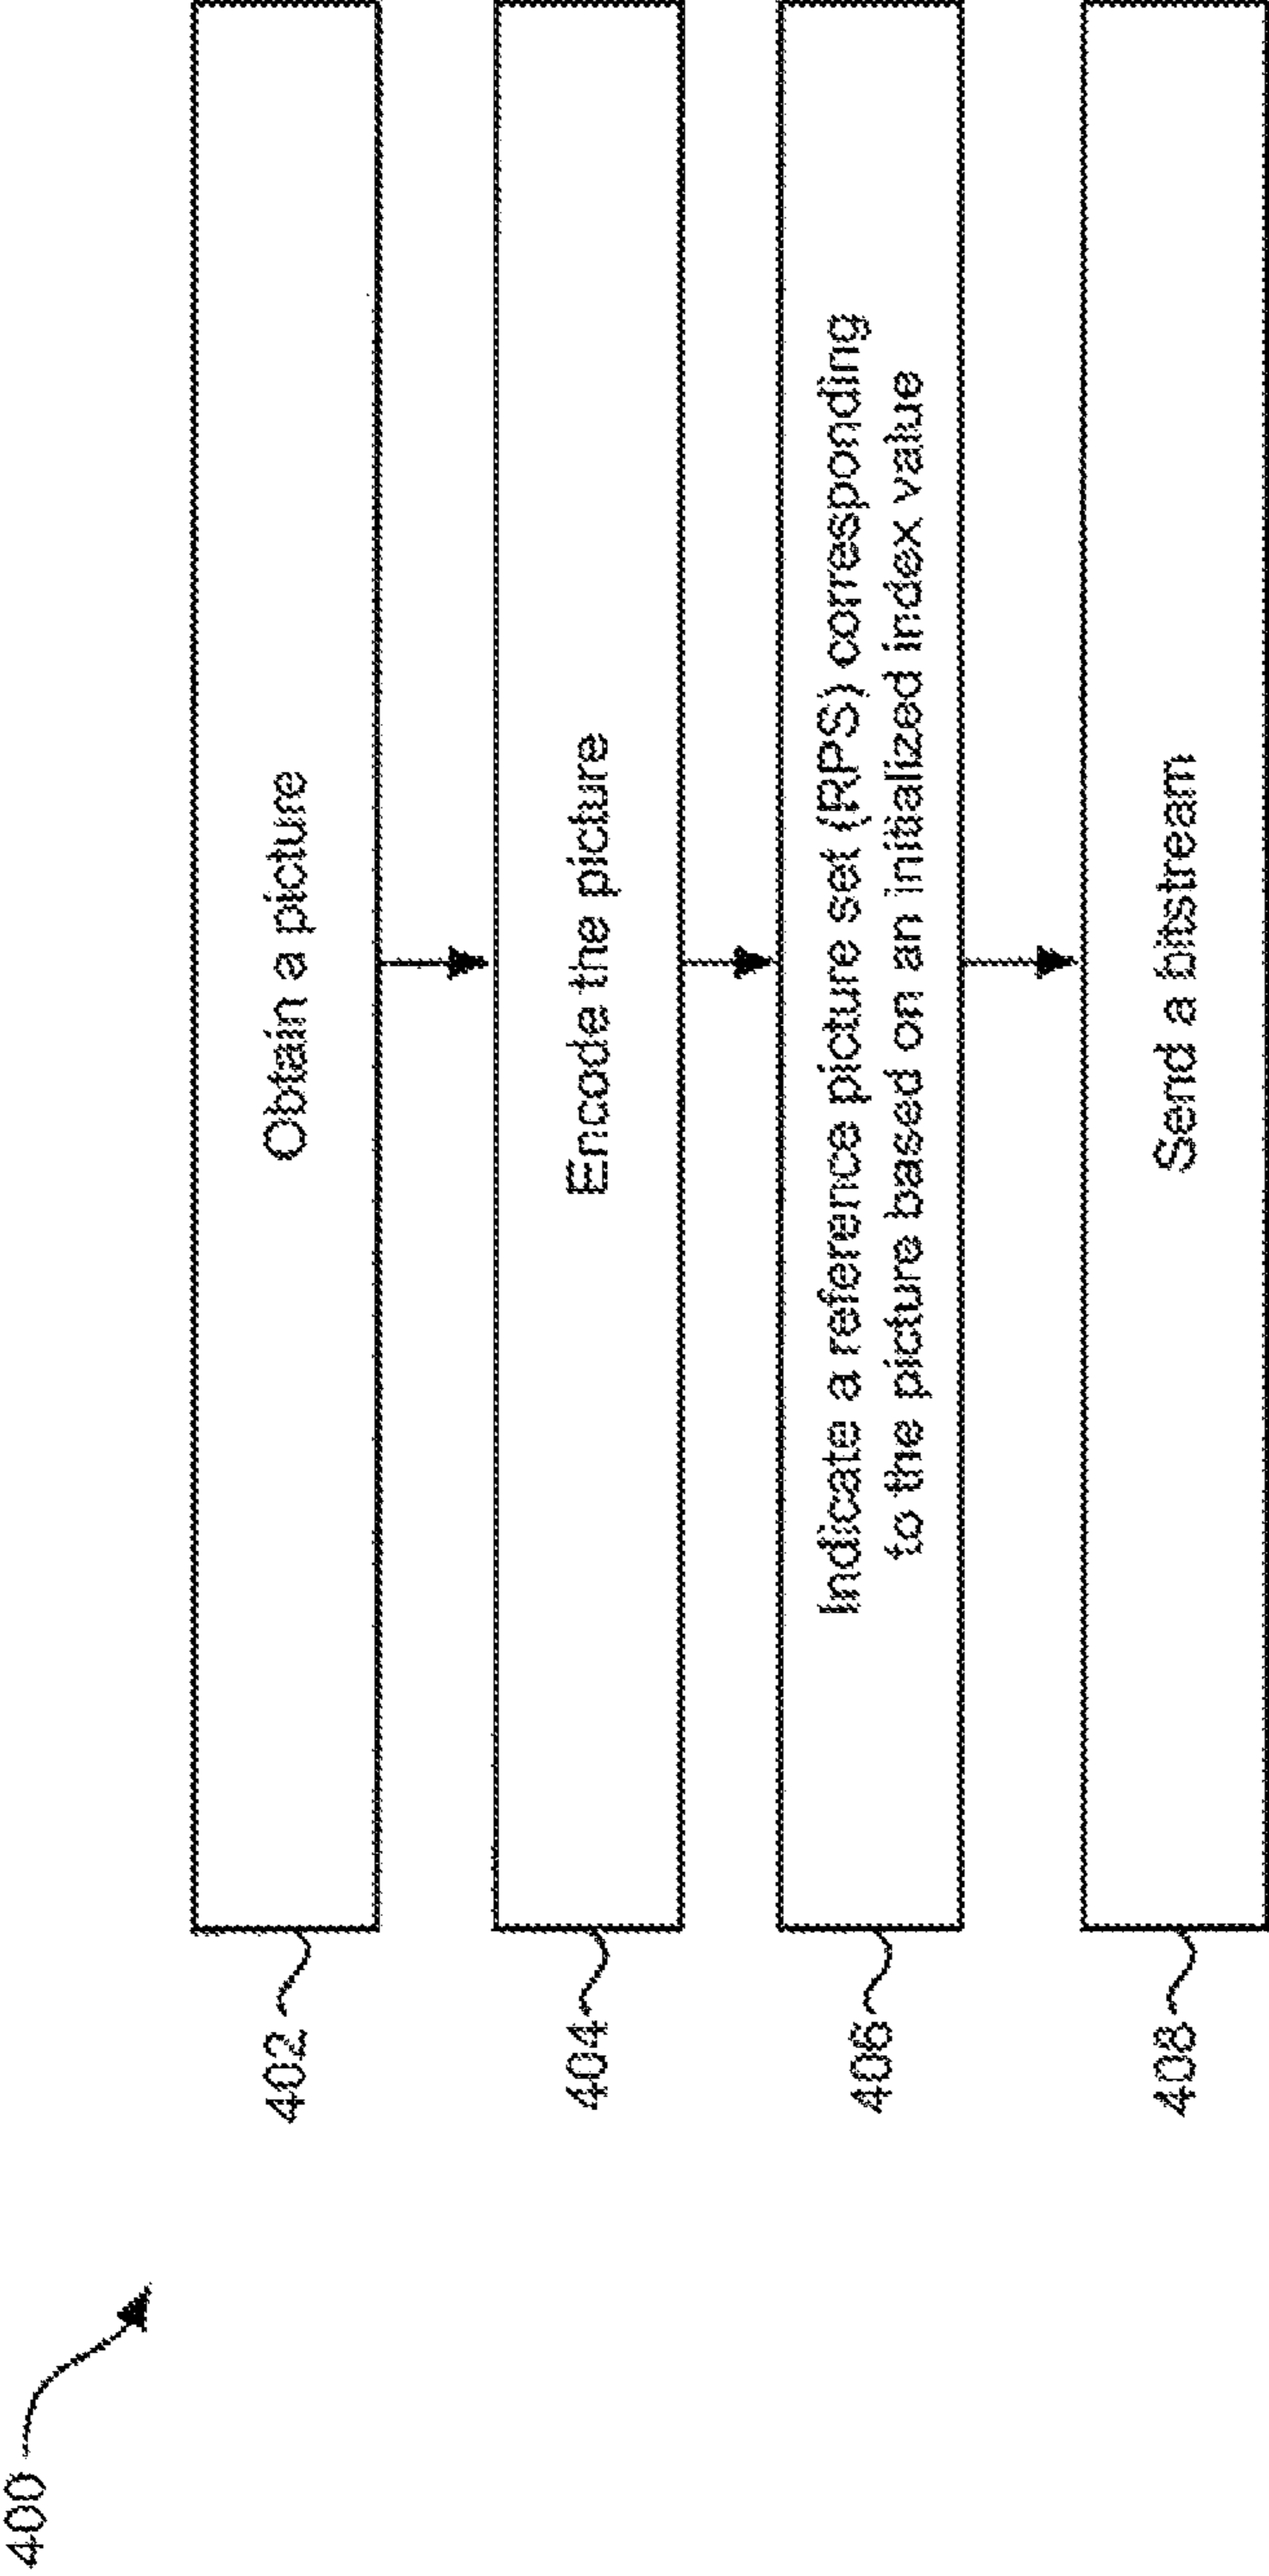 400
402
Obtain a picture
404
Encode the picture
406
Indicate a reference picture set (RPS) corresponding
to the picture based on an initialized index value
408
Send a bitstream